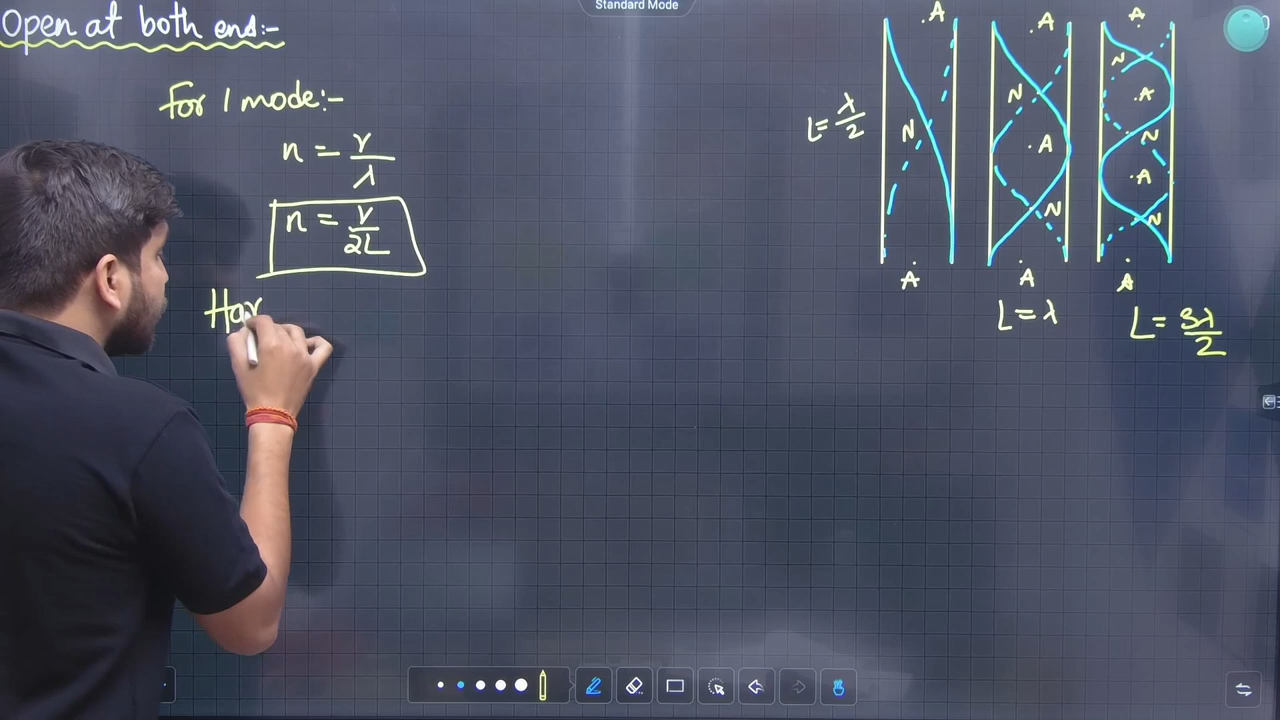 Standard Mode
Open at both end:-
For 1 mode:-
n = v/λ
n = v/2L
Har
L = λ/2
A
N
A
A
N
A
N
A
L = λ
A
N
A
N
A
N
A
L = 3λ/2